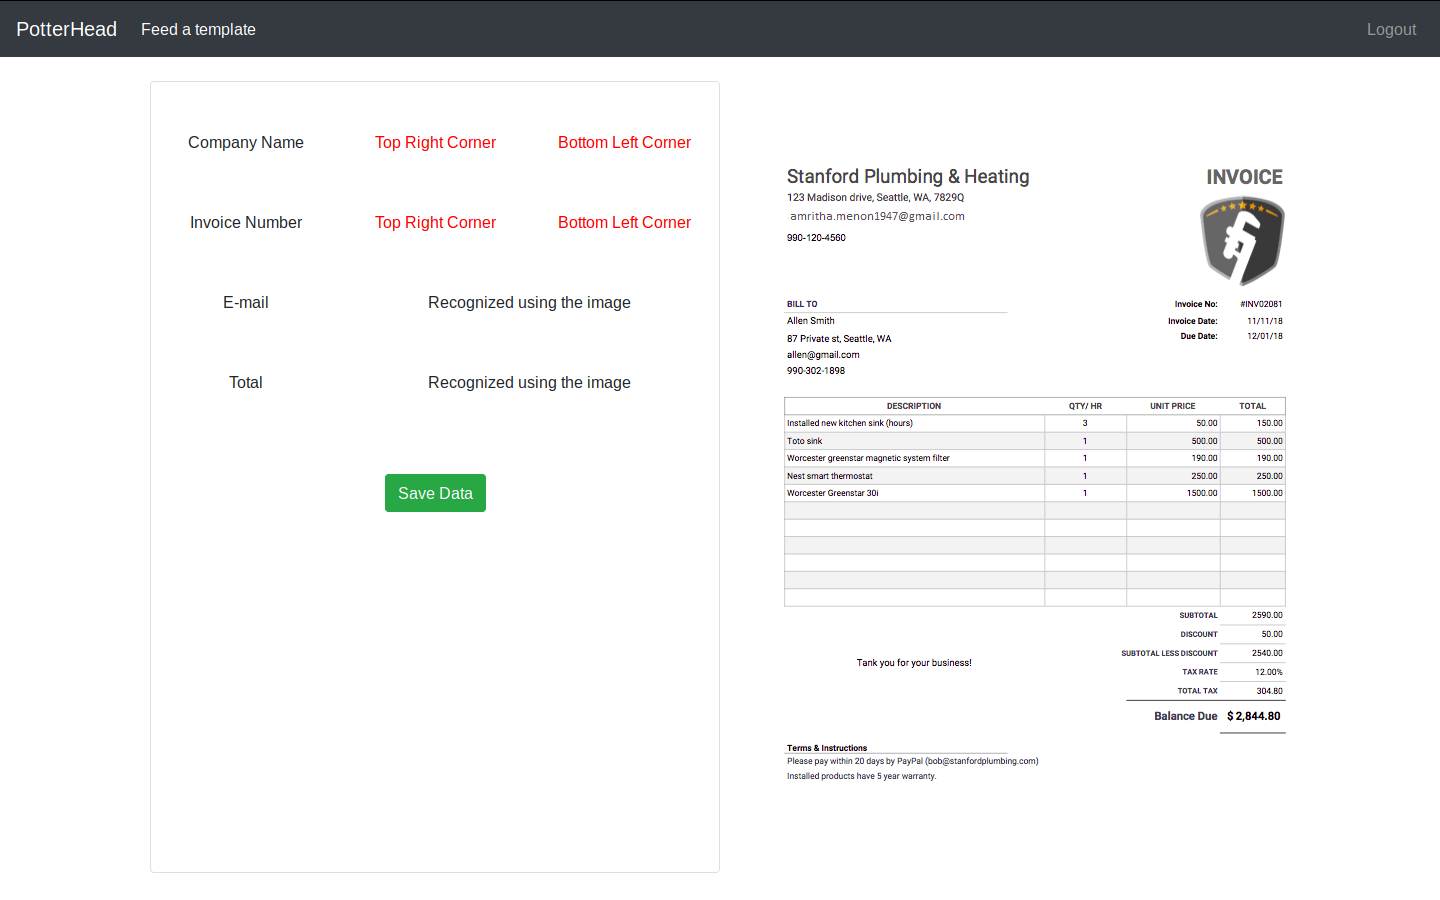 PotterHead Feed a template Logout
Company Name Top Right Corner Bottom Left Corner
Invoice Number Top Right Corner Bottom Left Corner
E-mail Recognized using the image
Total Recognized using the image
Save Data
Stanford Plumbing & Heating INVOICE
123 Madison drive, Seattle, WA, 7829Q
amritha.menon1947@gmail.com
990-120-4560
BILL TO Invoice No: #INV02081
Allen Smith Invoice Date: 11/11/18
87 Private st, Seattle, WA Due Date: 12/01/18
allen@gmail.com
990-302-1898
DESCRIPTION QTY/ HR UNIT PRICE TOTAL
Installed new kitchen sink (hours) 3 50.00 150.00
Toto sink 1 500.00 500.00
Worcester greenstar magnetic system filter 1 190.00 190.00
Nest smart thermostat 1 250.00 250.00
Worcester Greenstar 30i 1 1500.00 1500.00
SUBTOTAL 2590.00
DISCOUNT 50.00
SUBTOTAL LESS DISCOUNT 2540.00
Tank you for your business!
TAX RATE 12.00%
TOTAL TAX 304.80
Balance Due $ 2,844.80
Terms & Instructions
Please pay within 20 days by PayPal (bob@stanfordplumbing.com)
Installed products have 5 year warranty.